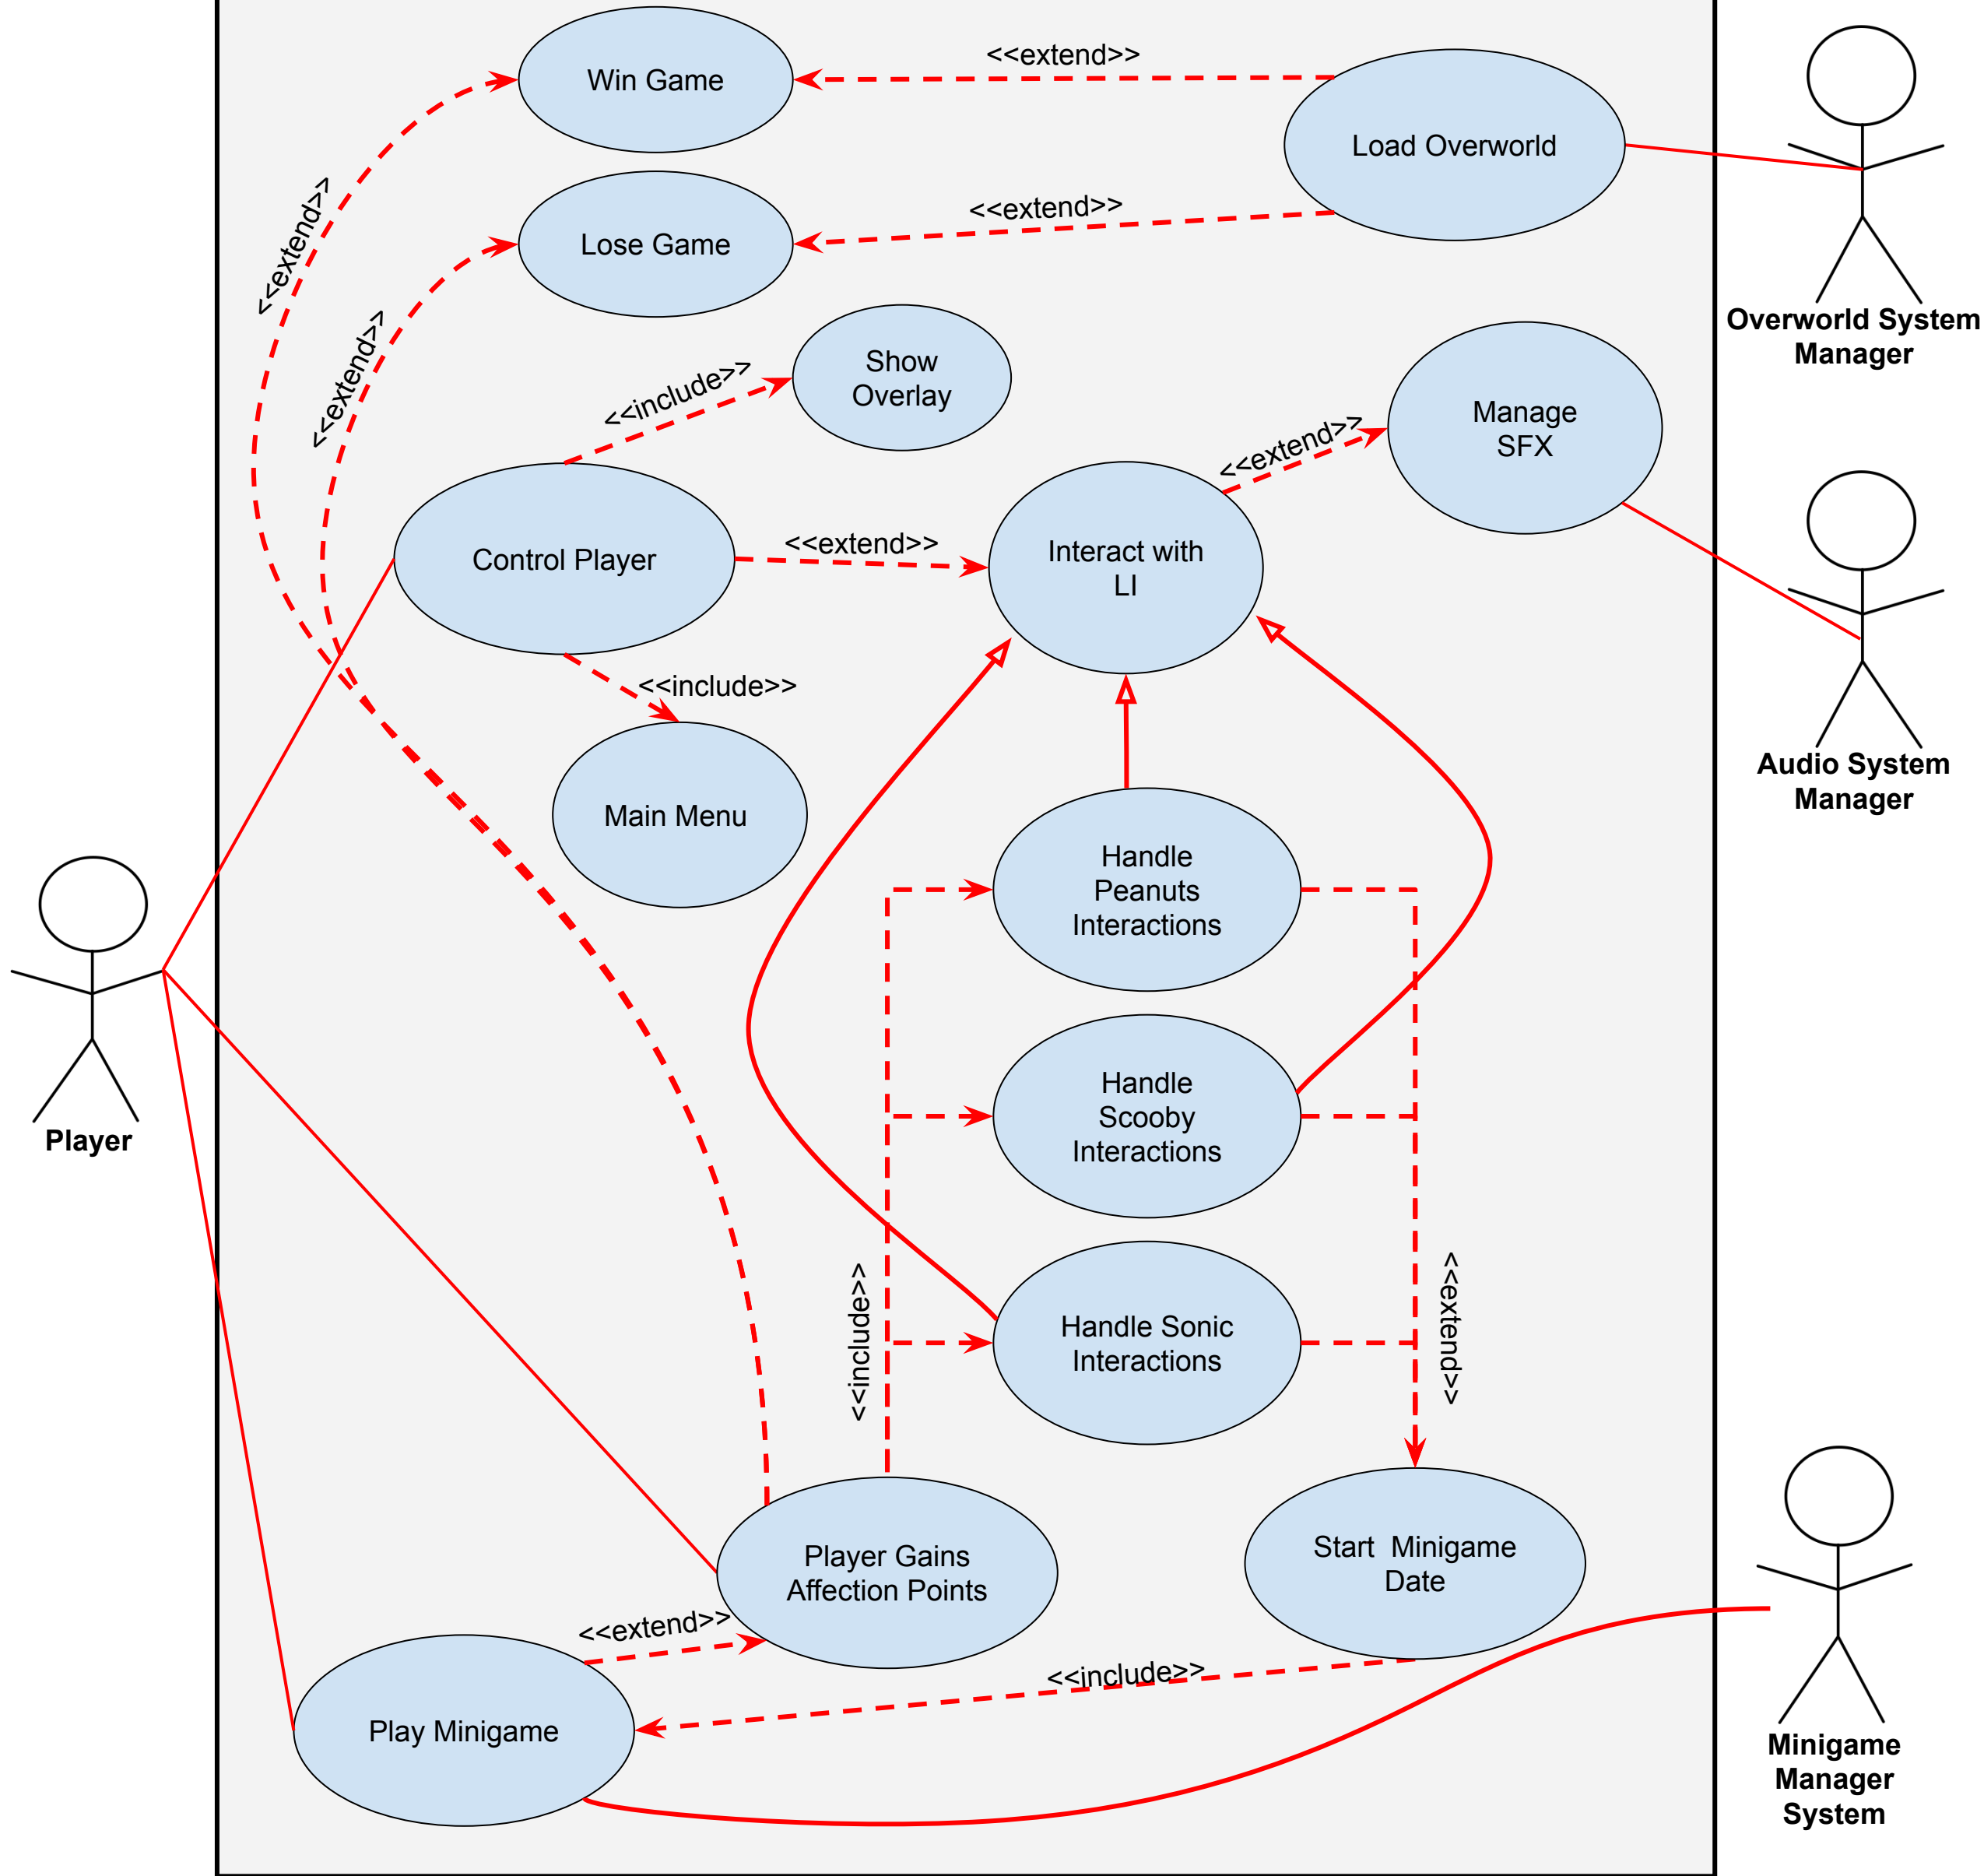 Win Game
<<extend>>
Load Overworld
<<extend>>
Lose Game
<<extend>>
Overworld System
Manager
<<extend>>
Show
Overlay
<<include>>
Manage
SFX
<<extend>>
Control Player
<<extend>>
Interact with
LI
<<include>>
Main Menu
Audio System
Manager
Handle
Peanuts
Interactions
Player
Handle
Scooby
Interactions
<<include>>
Handle Sonic
Interactions
<<extend>>
Player Gains
Affection Points
Start  Minigame
Date
<<extend>>
<<include>>
Play Minigame
Minigame
Manager
System